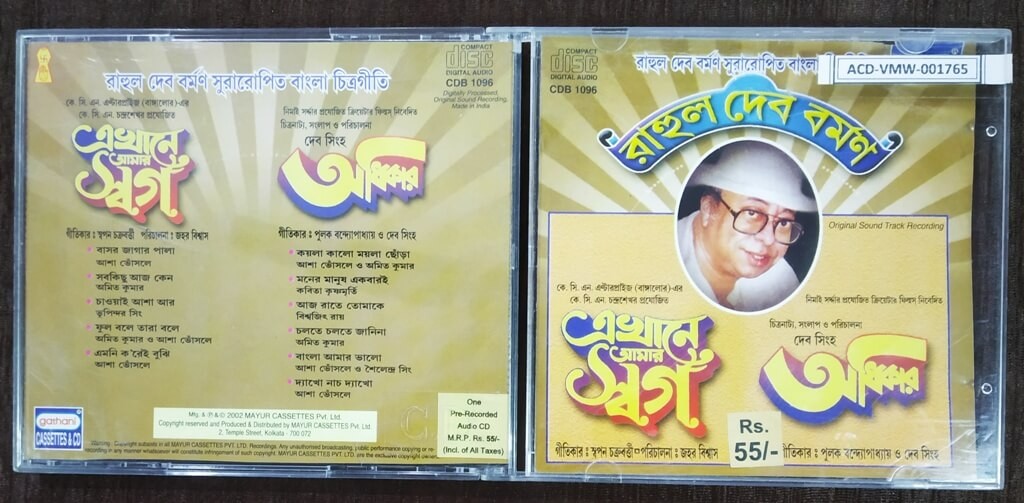 রাহুল দেব বর্মণ সুরারোপিত বাংলা চিত্রগীতি
COMPACT
disc
DIGITAL AUDIO
CDB 1096
Digitally Processed,
Original Sound Recording,
Made in India
কে. সি. এন. এন্টারপ্রাইজ (বাঙ্গালোর)-এর
কে. সি. এন. চন্দ্রশেখর প্রযোজিত
এখানে
আমার
স্বর্গ
নিমাই সর্দ্দার প্রযোজিত ক্রিয়েটার ফিল্মস নিবেদিত
চিত্রনাট্য, সংলাপ ও পরিচালনা
দেব সিংহ
অধিকার
গীতিকার : স্বপন চক্রবর্ত্তী পরিচালনা : জহর বিশ্বাস
বাসর জাগার পালা
আশা ভোঁসলে
সবকিছু আজ কেন
অমিত কুমার
চাওয়াই আশা আর
ভূপিন্দর সিং
ফুল বলে তারা বলে
অমিত কুমার ও আশা ভোঁসলে
এমনি ক'রেই বুঝি
আশা ভোঁসলে
গীতিকার : পুলক বন্দ্যোপাধ্যায় ও দেব সিংহ
কয়লা কালো ময়লা ছোঁড়া
আশা ভোঁসলে ও অমিত কুমার
মনের মানুষ একবারই
কবিতা কৃষ্ণমূর্তি
আজ রাতে তোমাকে
বিশ্বজিৎ রায়
চলতে চলতে জানিনা
অমিত কুমার
বাংলা আমার ভালো
আশা ভোঁসলে ও শৈলেন্দ্র সিং
দ্যাখো নাচ দ্যাখো
আশা ভোঁসলে
gathani
CASSETTES & CD
Mfg. & ℗ & © 2002 MAYUR CASSETTES Pvt. Ltd.
Copyright reserved and Produced & Distributed by MAYUR CASSETTES Pvt. Ltd.
2, Temple Street, Kolkata - 700 072
One
Pre-Recorded
Audio CD
M.R.P. Rs. 55/-
(Incl. of All Taxes)
COMPACT
disc
DIGITAL AUDIO
CDB 1096
রাহুল দেব বর্মণ সুরারোপিত বাংলা
ACD-VMW-001765
রাহুল দেব বর্মণ
Original Sound Track Recording
কে. সি. এন. এন্টারপ্রাইজ (বাঙ্গালোর)-এর
কে. সি. এন. চন্দ্রশেখর প্রযোজিত
এখানে
আমার
স্বর্গ
নিমাই সর্দ্দার প্রযোজিত ক্রিয়েটার ফিল্মস নিবেদিত
চিত্রনাট্য, সংলাপ ও পরিচালনা
দেব সিংহ
অধিকার
Rs.
55/-
গীতিকার : স্বপন চক্রবর্ত্তী পরিচালনা : জহর বিশ্বাস
গীতিকার : পুলক বন্দ্যোপাধ্যায় ও দেব সিংহ